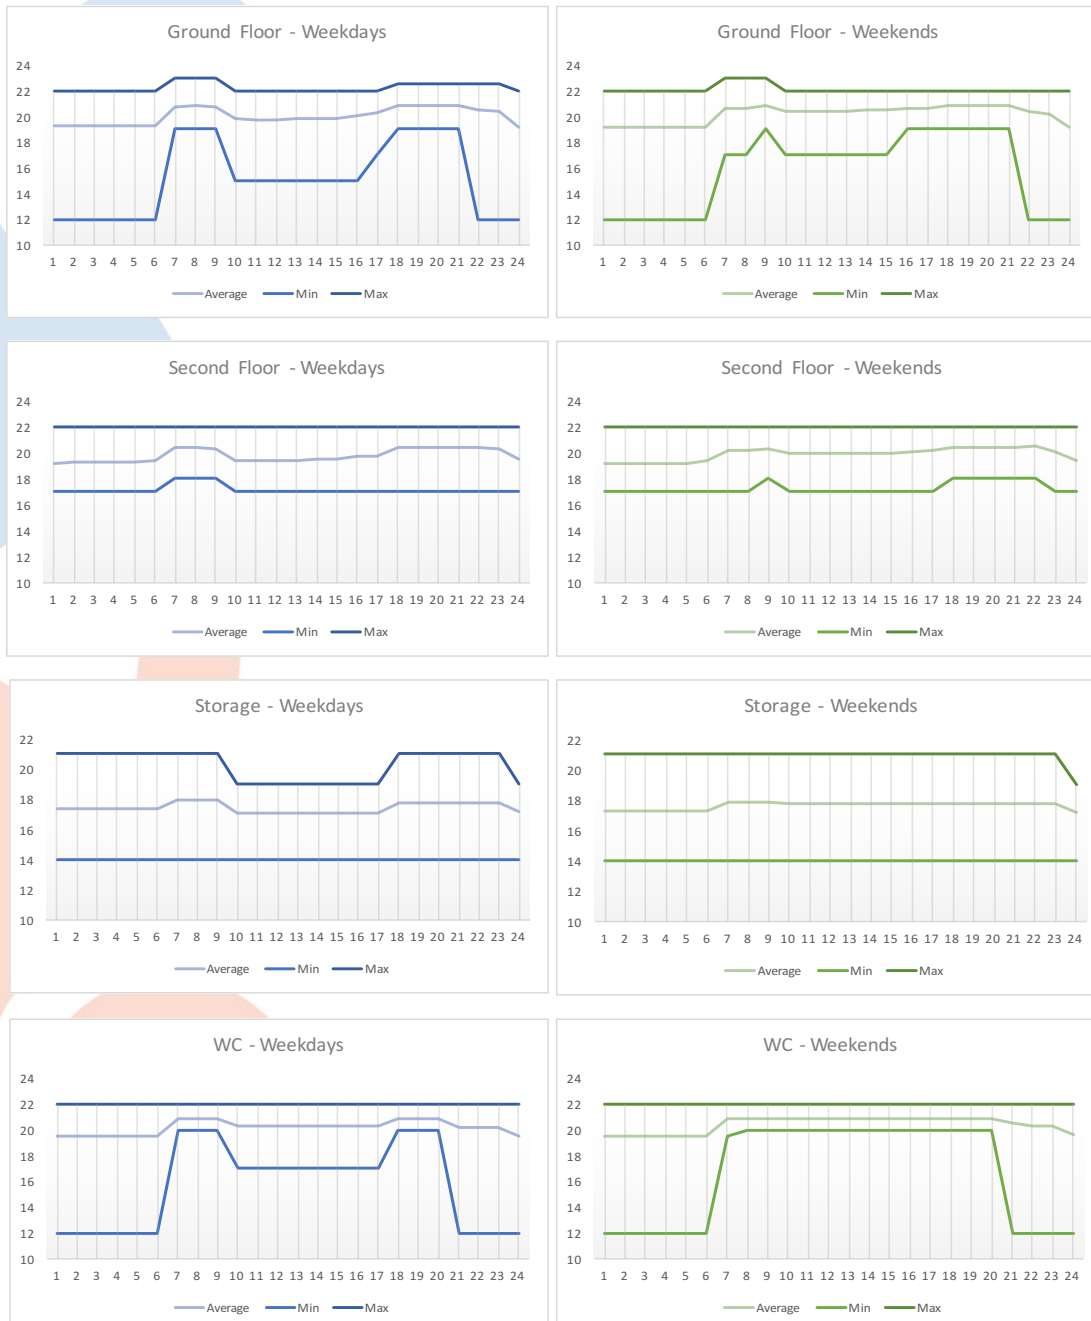 Ground Floor - Weekdays
24
22
20
18
16
14
12
10
1 2 3 4 5 6 7 8 9 10 11 12 13 14 15 16 17 18 19 20 21 22 23 24
Average Min Max
Ground Floor - Weekends
24
22
20
18
16
14
12
10
1 2 3 4 5 6 7 8 9 10 11 12 13 14 15 16 17 18 19 20 21 22 23 24
Average Min Max
Second Floor - Weekdays
24
22
20
18
16
14
12
10
1 2 3 4 5 6 7 8 9 10 11 12 13 14 15 16 17 18 19 20 21 22 23 24
Average Min Max
Second Floor - Weekends
24
22
20
18
16
14
12
10
1 2 3 4 5 6 7 8 9 10 11 12 13 14 15 16 17 18 19 20 21 22 23 24
Average Min Max
Storage - Weekdays
22
20
18
16
14
12
10
1 2 3 4 5 6 7 8 9 10 11 12 13 14 15 16 17 18 19 20 21 22 23 24
Average Min Max
Storage - Weekends
22
20
18
16
14
12
10
1 2 3 4 5 6 7 8 9 10 11 12 13 14 15 16 17 18 19 20 21 22 23 24
Average Min Max
WC - Weekdays
24
22
20
18
16
14
12
10
1 2 3 4 5 6 7 8 9 10 11 12 13 14 15 16 17 18 19 20 21 22 23 24
Average Min Max
WC - Weekends
24
22
20
18
16
14
12
10
1 2 3 4 5 6 7 8 9 10 11 12 13 14 15 16 17 18 19 20 21 22 23 24
Average Min Max